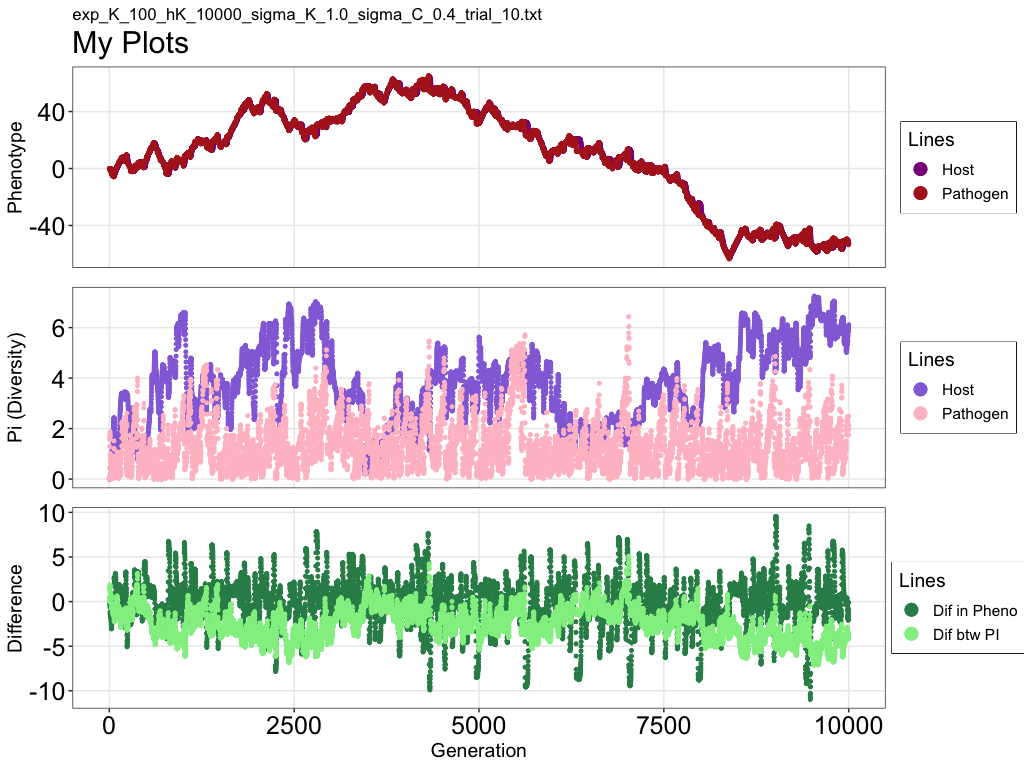 exp_K_100_hK_10000_sigma_K_1.0_sigma_C_0.4_trial_10.txt
My Plots
Phenotype
40
0
-40
Lines
Host
Pathogen
Pi (Diversity)
6
4
2
0
Lines
Host
Pathogen
Difference
10
5
0
-5
-10
Lines
Dif in Pheno
Dif btw PI
0 2500 5000 7500 10000
Generation